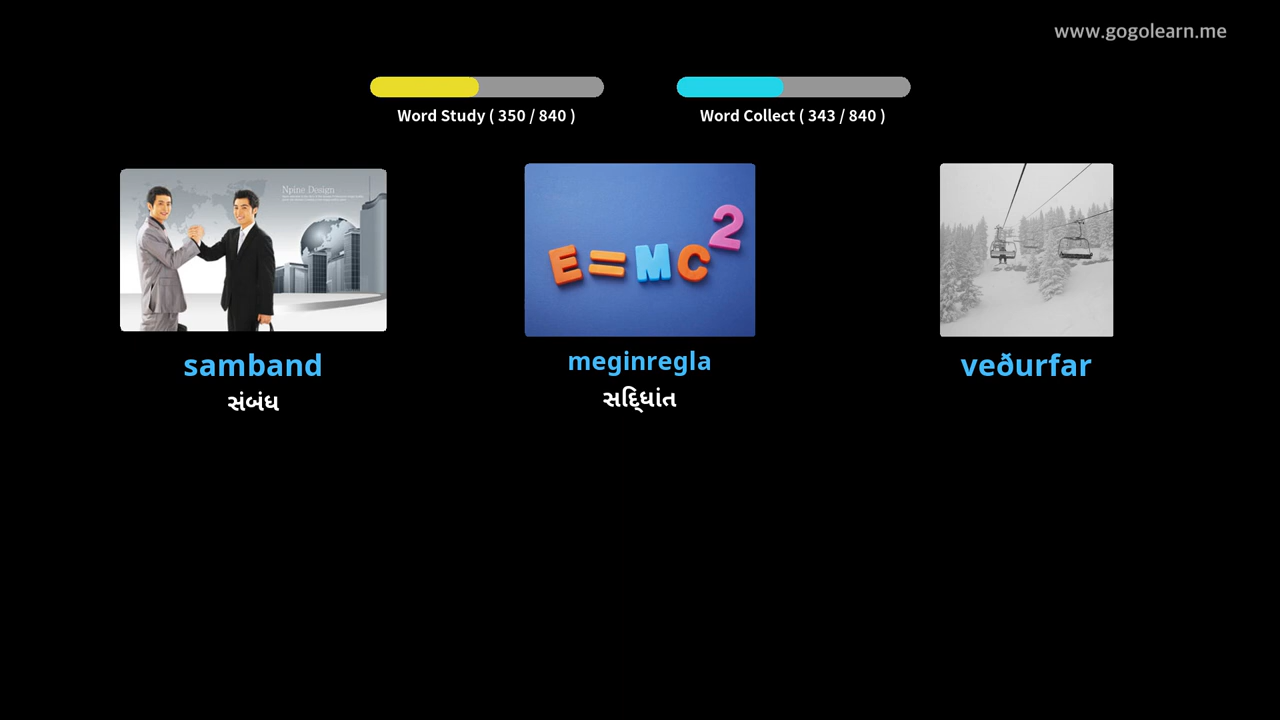 www.gogolearn.me
Word Study ( 350 / 840 )
Word Collect ( 343 / 840 )
Npine Design
E=MC2
samband
meginregla
veðurfar
સંબંધ
સદ્ધિાંત